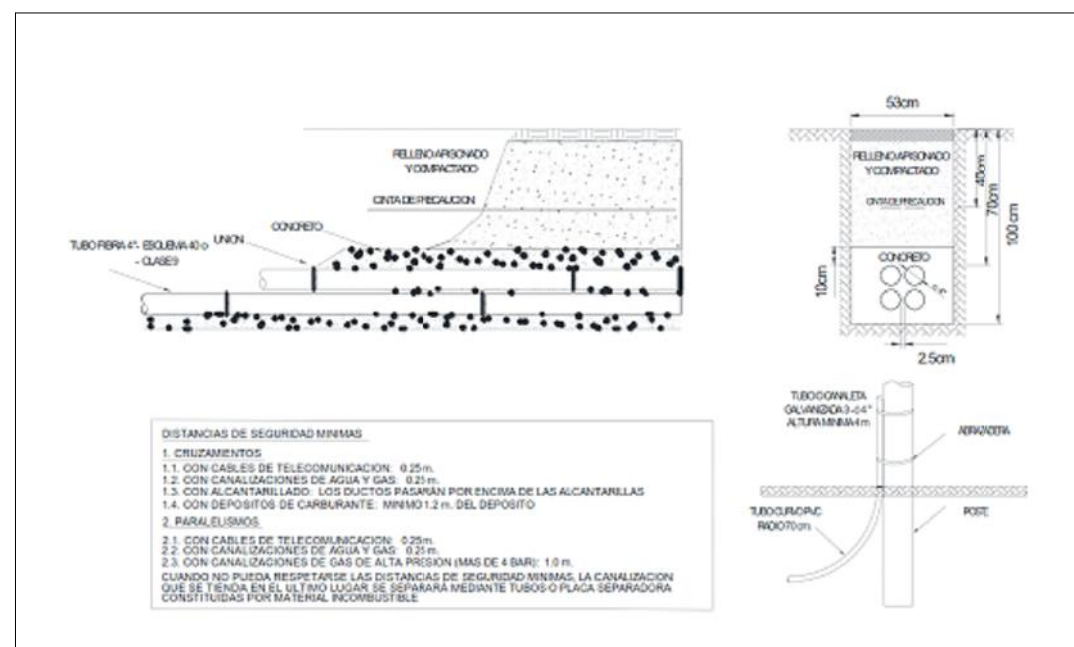 RELLENO APISONADO
Y COMPACTADO
CINTA DE PRECAUCION
CONCRETO
UNION
TUBO FIBRA 4"- ESQUEMA 40 o
- CLASE 9
53cm
RELLENO APISONADO
Y COMPACTADO
CINTA DE PRECAUCION
CONCRETO
40cm
70cm
100 cm
10cm
2.5cm
TUBO O CANALETA
GALVANIZADA 3 -ó 4"
ALTURA MINIMA 4 m
ABRAZADERA
TUBO CURVO PVC
RADIO 70 cm
POSTE
DISTANCIAS DE SEGURIDAD MINIMAS
1. CRUZAMIENTOS
1.1. CON CABLES DE TELECOMUNICACION: 0.25 m.
1.2. CON CANALIZACIONES DE AGUA Y GAS: 0.25 m.
1.3. CON ALCANTARILLADO: LOS DUCTOS PASARÁN POR ENCIMA DE LAS ALCANTARILLAS
1.4. CON DEPOSITOS DE CARBURANTE: MINIMO 1.2 m. DEL DEPOSITO
2. PARALELISMOS
2.1. CON CABLES DE TELECOMUNICACION: 0.25m.
2.2. CON CANALIZACIONES DE AGUA Y GAS: 0.25 m.
2.3. CON CANALIZACIONES DE GAS DE ALTA PRESION (MAS DE 4 BAR): 1.0 m.
CUANDO NO PUEDA RESPETARSE LAS DISTANCIAS DE SEGURIDAD MINIMAS, LA CANALIZACION
QUE SE TIENDA EN EL ULTIMO LUGAR SE SEPARARÁ MEDIANTE TUBOS O PLACA SEPARADORA
CONSTITUIDAS POR MATERIAL INCOMBUSTIBLE